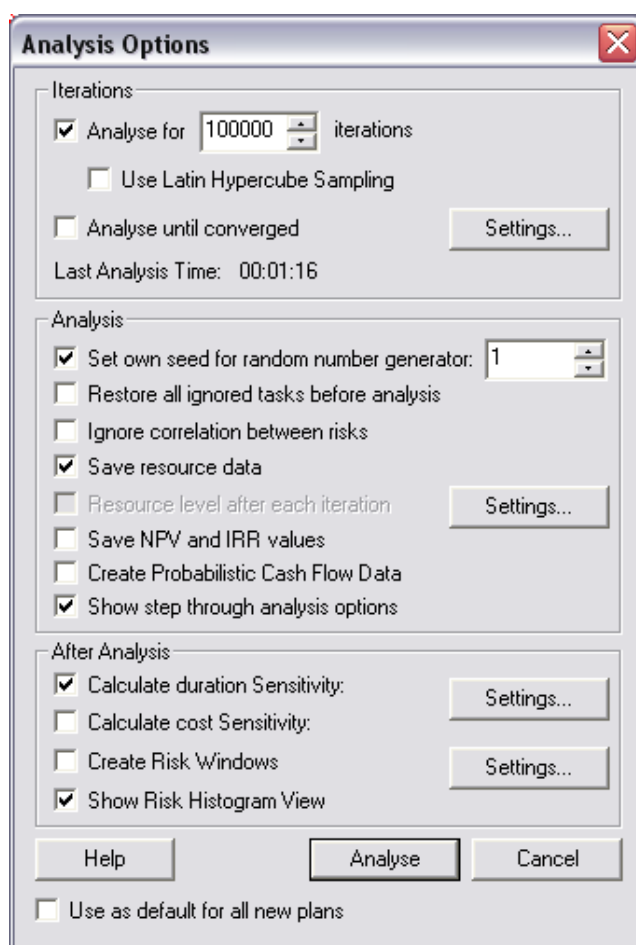 Analysis Options
Iterations
Analyse for 100000 iterations
Use Latin Hypercube Sampling
Analyse until converged Settings...
Last Analysis Time: 00:01:16
Analysis
Set own seed for random number generator: 1
Restore all ignored tasks before analysis
Ignore correlation between risks
Save resource data
Resource level after each iteration Settings...
Save NPV and IRR values
Create Probabilistic Cash Flow Data
Show step through analysis options
After Analysis
Calculate duration Sensitivity: Settings...
Calculate cost Sensitivity:
Create Risk Windows Settings...
Show Risk Histogram View
Help Analyse Cancel
Use as default for all new plans